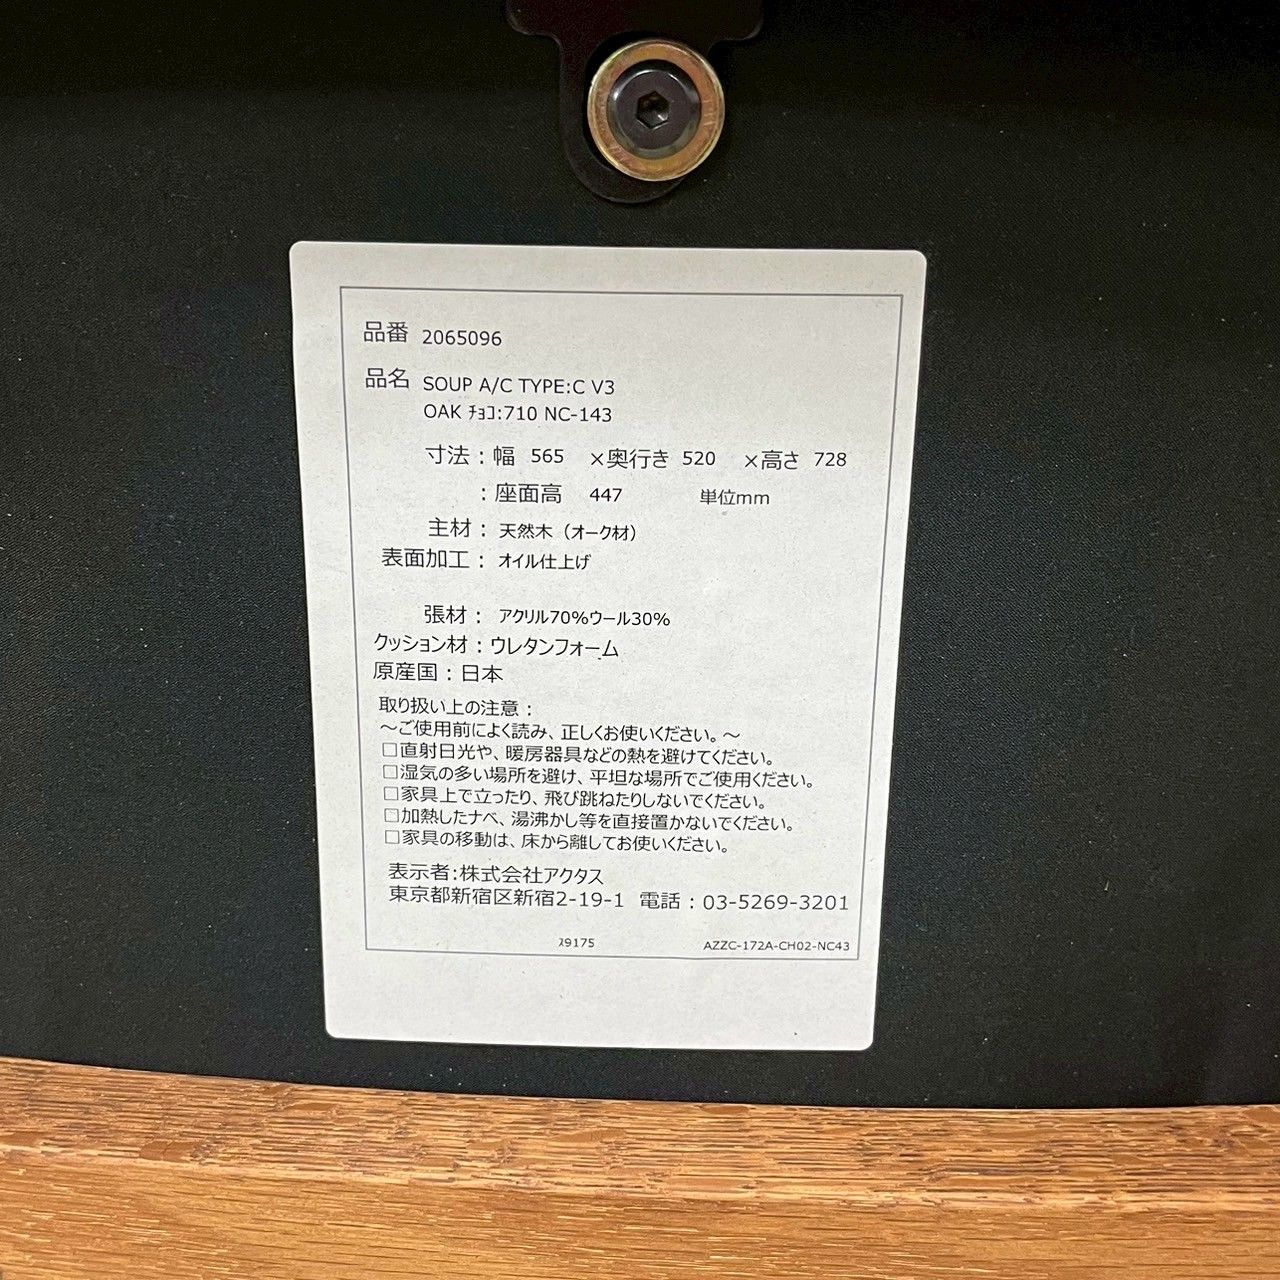 品番 2065096
品名 SOUP A/C TYPE:C V3
OAK ﾁｮｺ:710 NC-143
寸法：幅 565 ×奥行き 520 ×高さ 728
：座面高 447 単位mm
主材： 天然木（オーク材）
表面加工： オイル仕上げ
張材： アクリル70%ウール30%
クッション材：ウレタンフォーム
原産国：日本
取り扱い上の注意：
～ご使用前によく読み、正しくお使いください。～
□直射日光や、暖房器具などの熱を避けてください。
□湿気の多い場所を避け、平坦な場所でご使用ください。
□家具上で立ったり、飛び跳ねたりしないでください。
□加熱したナベ、湯沸かし等を直接置かないでください。
□家具の移動は、床から離してお使いください。
表示者:株式会社アクタス
東京都新宿区新宿2-19-1 電話：03-5269-3201
AZZC-172A-CH02-NC43